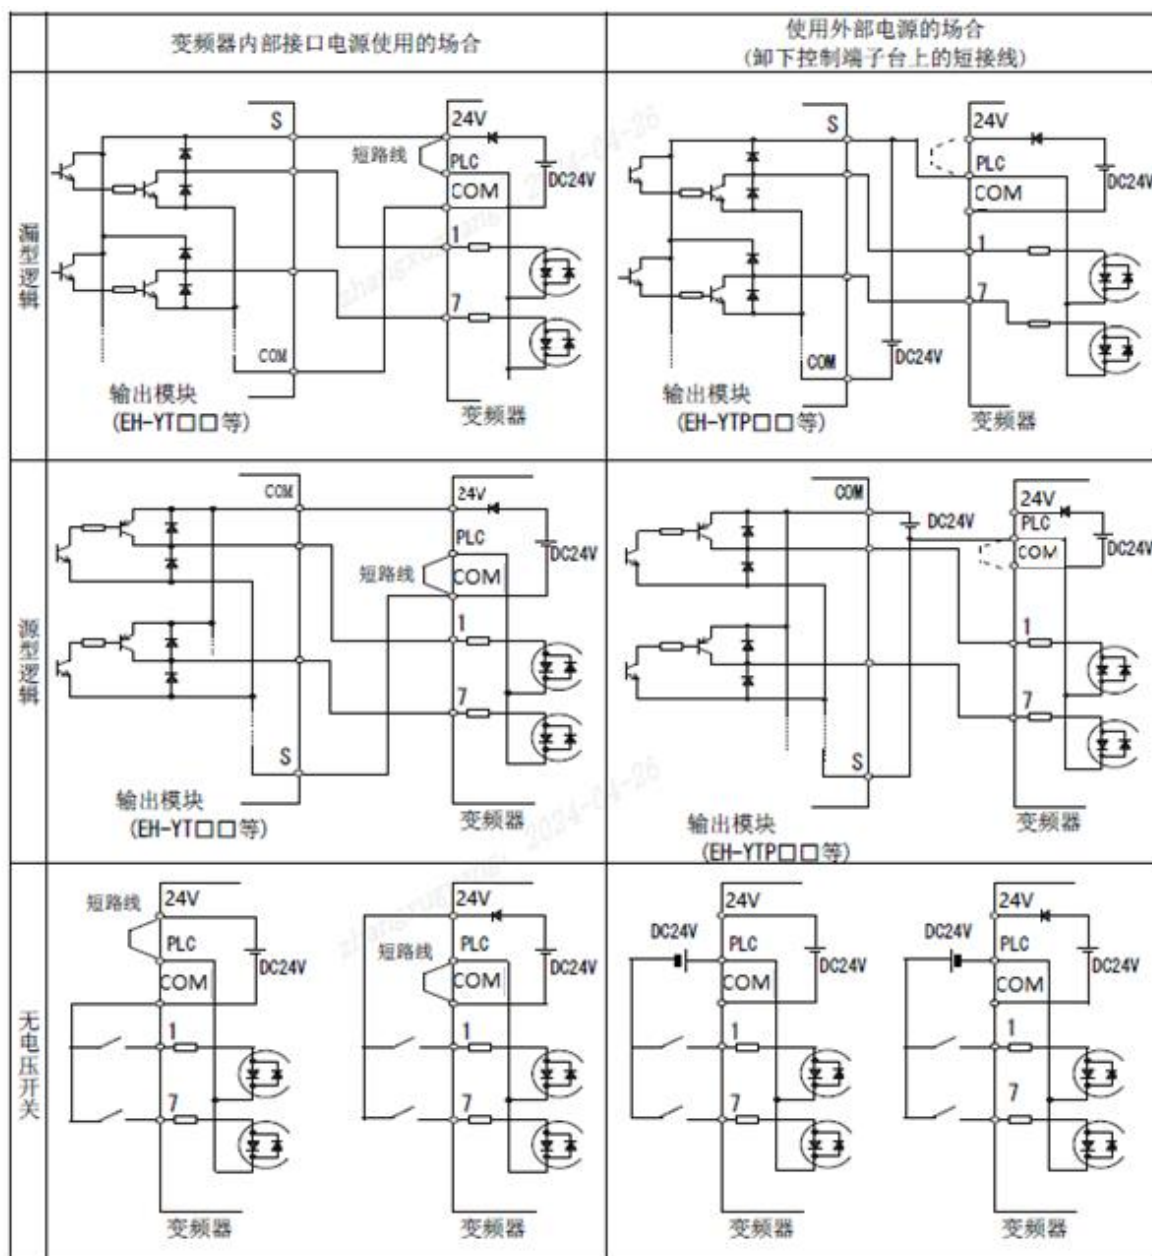 变频器内部接口电源使用的场合
使用外部电源的场合
(卸下控制端子台上的短接线)
漏型逻辑
S
24V
短路线
PLC
DC24V
COM
1
7
COM
输出模块
(EH-YT□□等)
变频器
S
24V
PLC
DC24V
COM
1
7
DC24V
COM
输出模块
(EH-YTP□□等)
变频器
源型逻辑
COM
24V
PLC
DC24V
短路线
COM
1
7
S
输出模块
(EH-YT□□等)
变频器
COM
DC24V
24V
PLC
COM
DC24V
1
7
S
输出模块
(EH-YTP□□等)
变频器
无电压开关
短路线
24V
PLC
DC24V
COM
1
7
变频器
24V
短路线
PLC
DC24V
COM
1
7
变频器
24V
DC24V
PLC
DC24V
COM
1
7
变频器
24V
DC24V
PLC
DC24V
COM
1
7
变频器
2024-04-26
2024-04-26